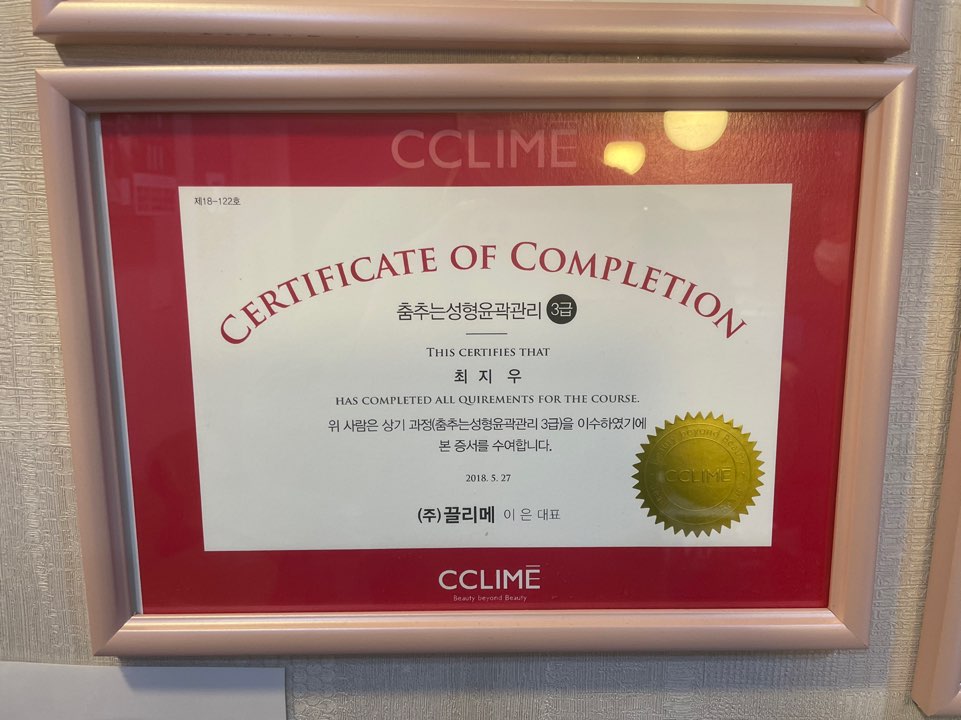 CCLIMĒ
제18-122호
CERTIFICATE OF COMPLETION
춤추는성형윤곽관리 3급
THIS CERTIFIES THAT
최 지 우
HAS COMPLETED ALL QUIREMENTS FOR THE COURSE.
위 사람은 상기 과정(춤추는성형윤곽관리 3급)을 이수하였기에
본 증서를 수여합니다.
2018. 5. 27
(주)끌리메 이 은 대표
CCLIME
CCLIMĒ
Beauty beyond Beauty